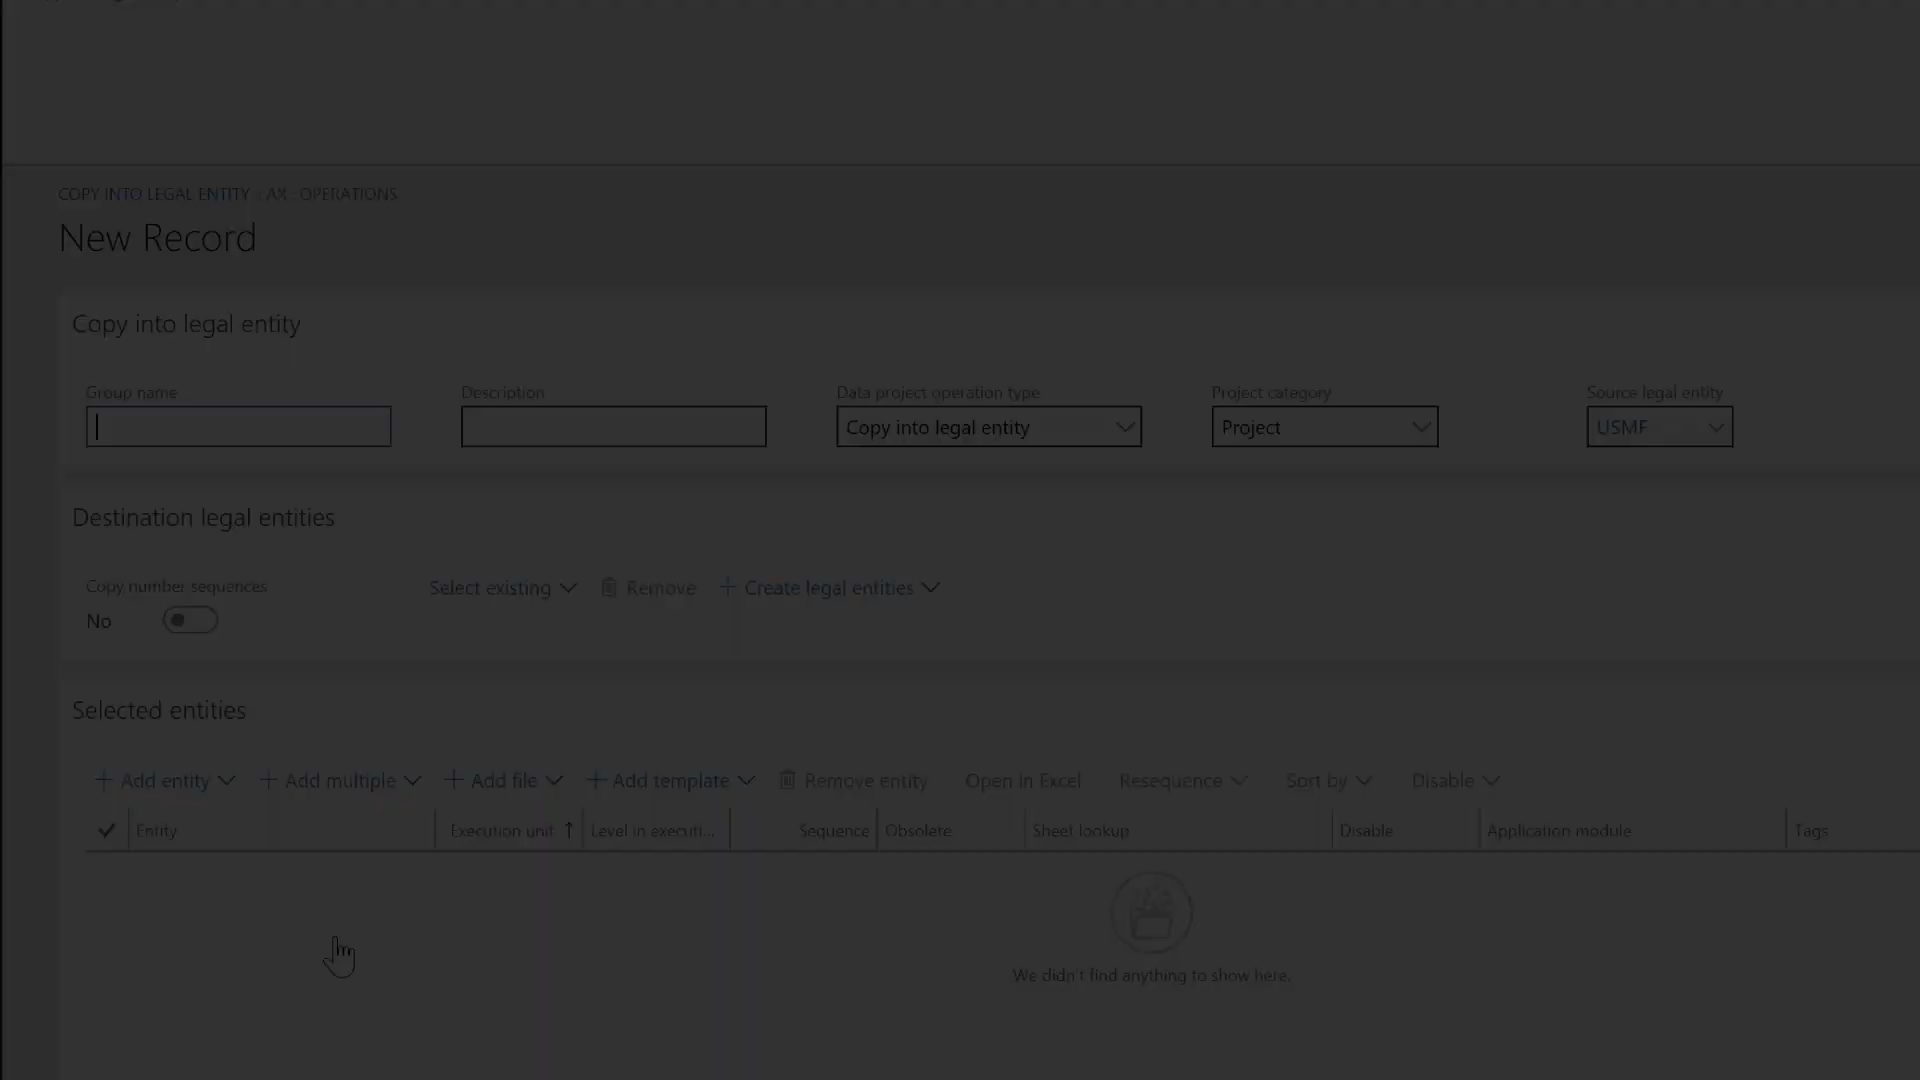 COPY INTO LEGAL ENTITY : AX : OPERATIONS
New Record
Copy into legal entity
Group name Description Data project operation type Project category Source legal entity
Copy into legal entity Project USMF
Destination legal entities
Copy number sequences
Select existing Remove Create legal entities
No
Selected entities
Add entity Add multiple Add file Add template Remove entity Open in Excel Resequence Sort by Disable
Entity Execution unit Level in executi... Sequence Obsolete Sheet lookup Disable Application module Tags
We didn't find anything to show here.